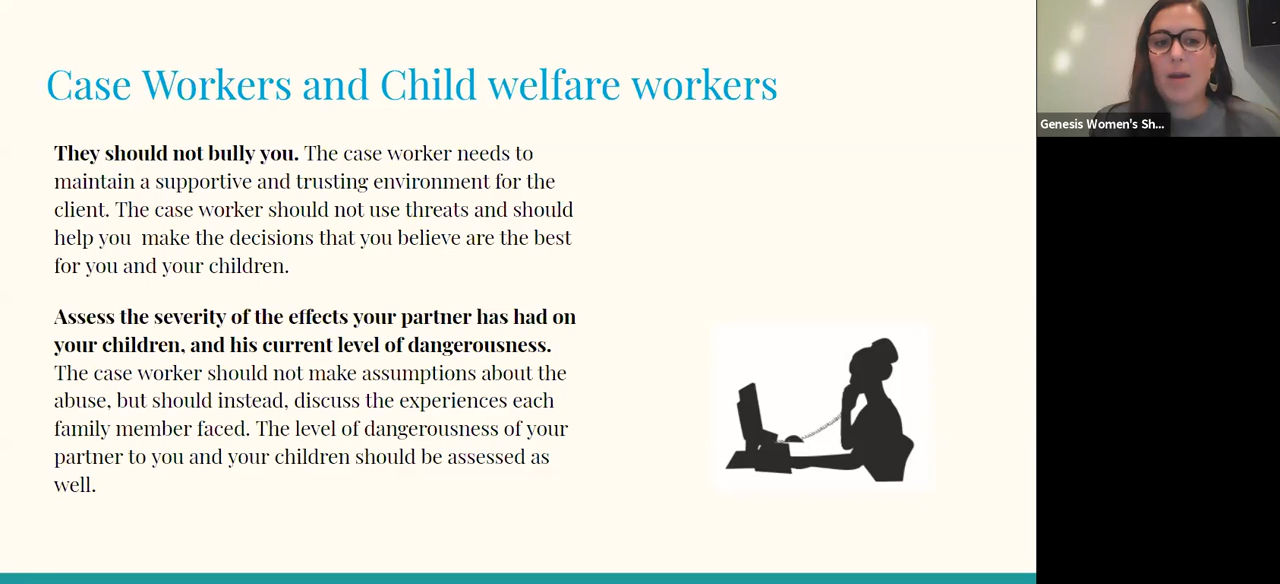 Case Workers and Child welfare workers
They should not bully you. The case worker needs to
maintain a supportive and trusting environment for the
client. The case worker should not use threats and should
help you  make the decisions that you believe are the best
for you and your children.
Assess the severity of the effects your partner has had on
your children, and his current level of dangerousness.
The case worker should not make assumptions about the
abuse, but should instead, discuss the experiences each
family member faced. The level of dangerousness of your
partner to you and your children should be assessed as
well.
Genesis Women's Sh...